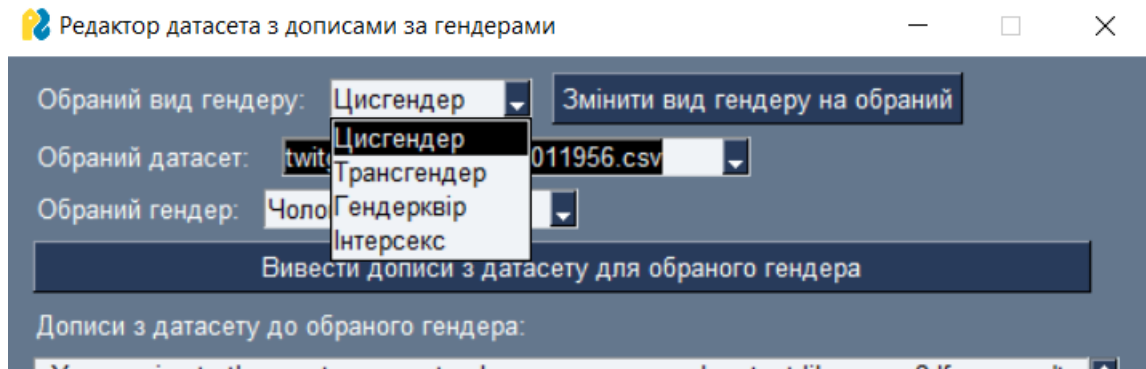 Редактор датасета з дописами за гендерами
Обраний вид гендеру: Цисгендер Змінити вид гендеру на обраний
Цисгендер
Обраний датасет: 011956.csv
Трансгендер
Обраний гендер:
Гендерквір
Інтерсекс
Вивести дописи з датасету для обраного гендера
Дописи з датасету до обраного гендера: